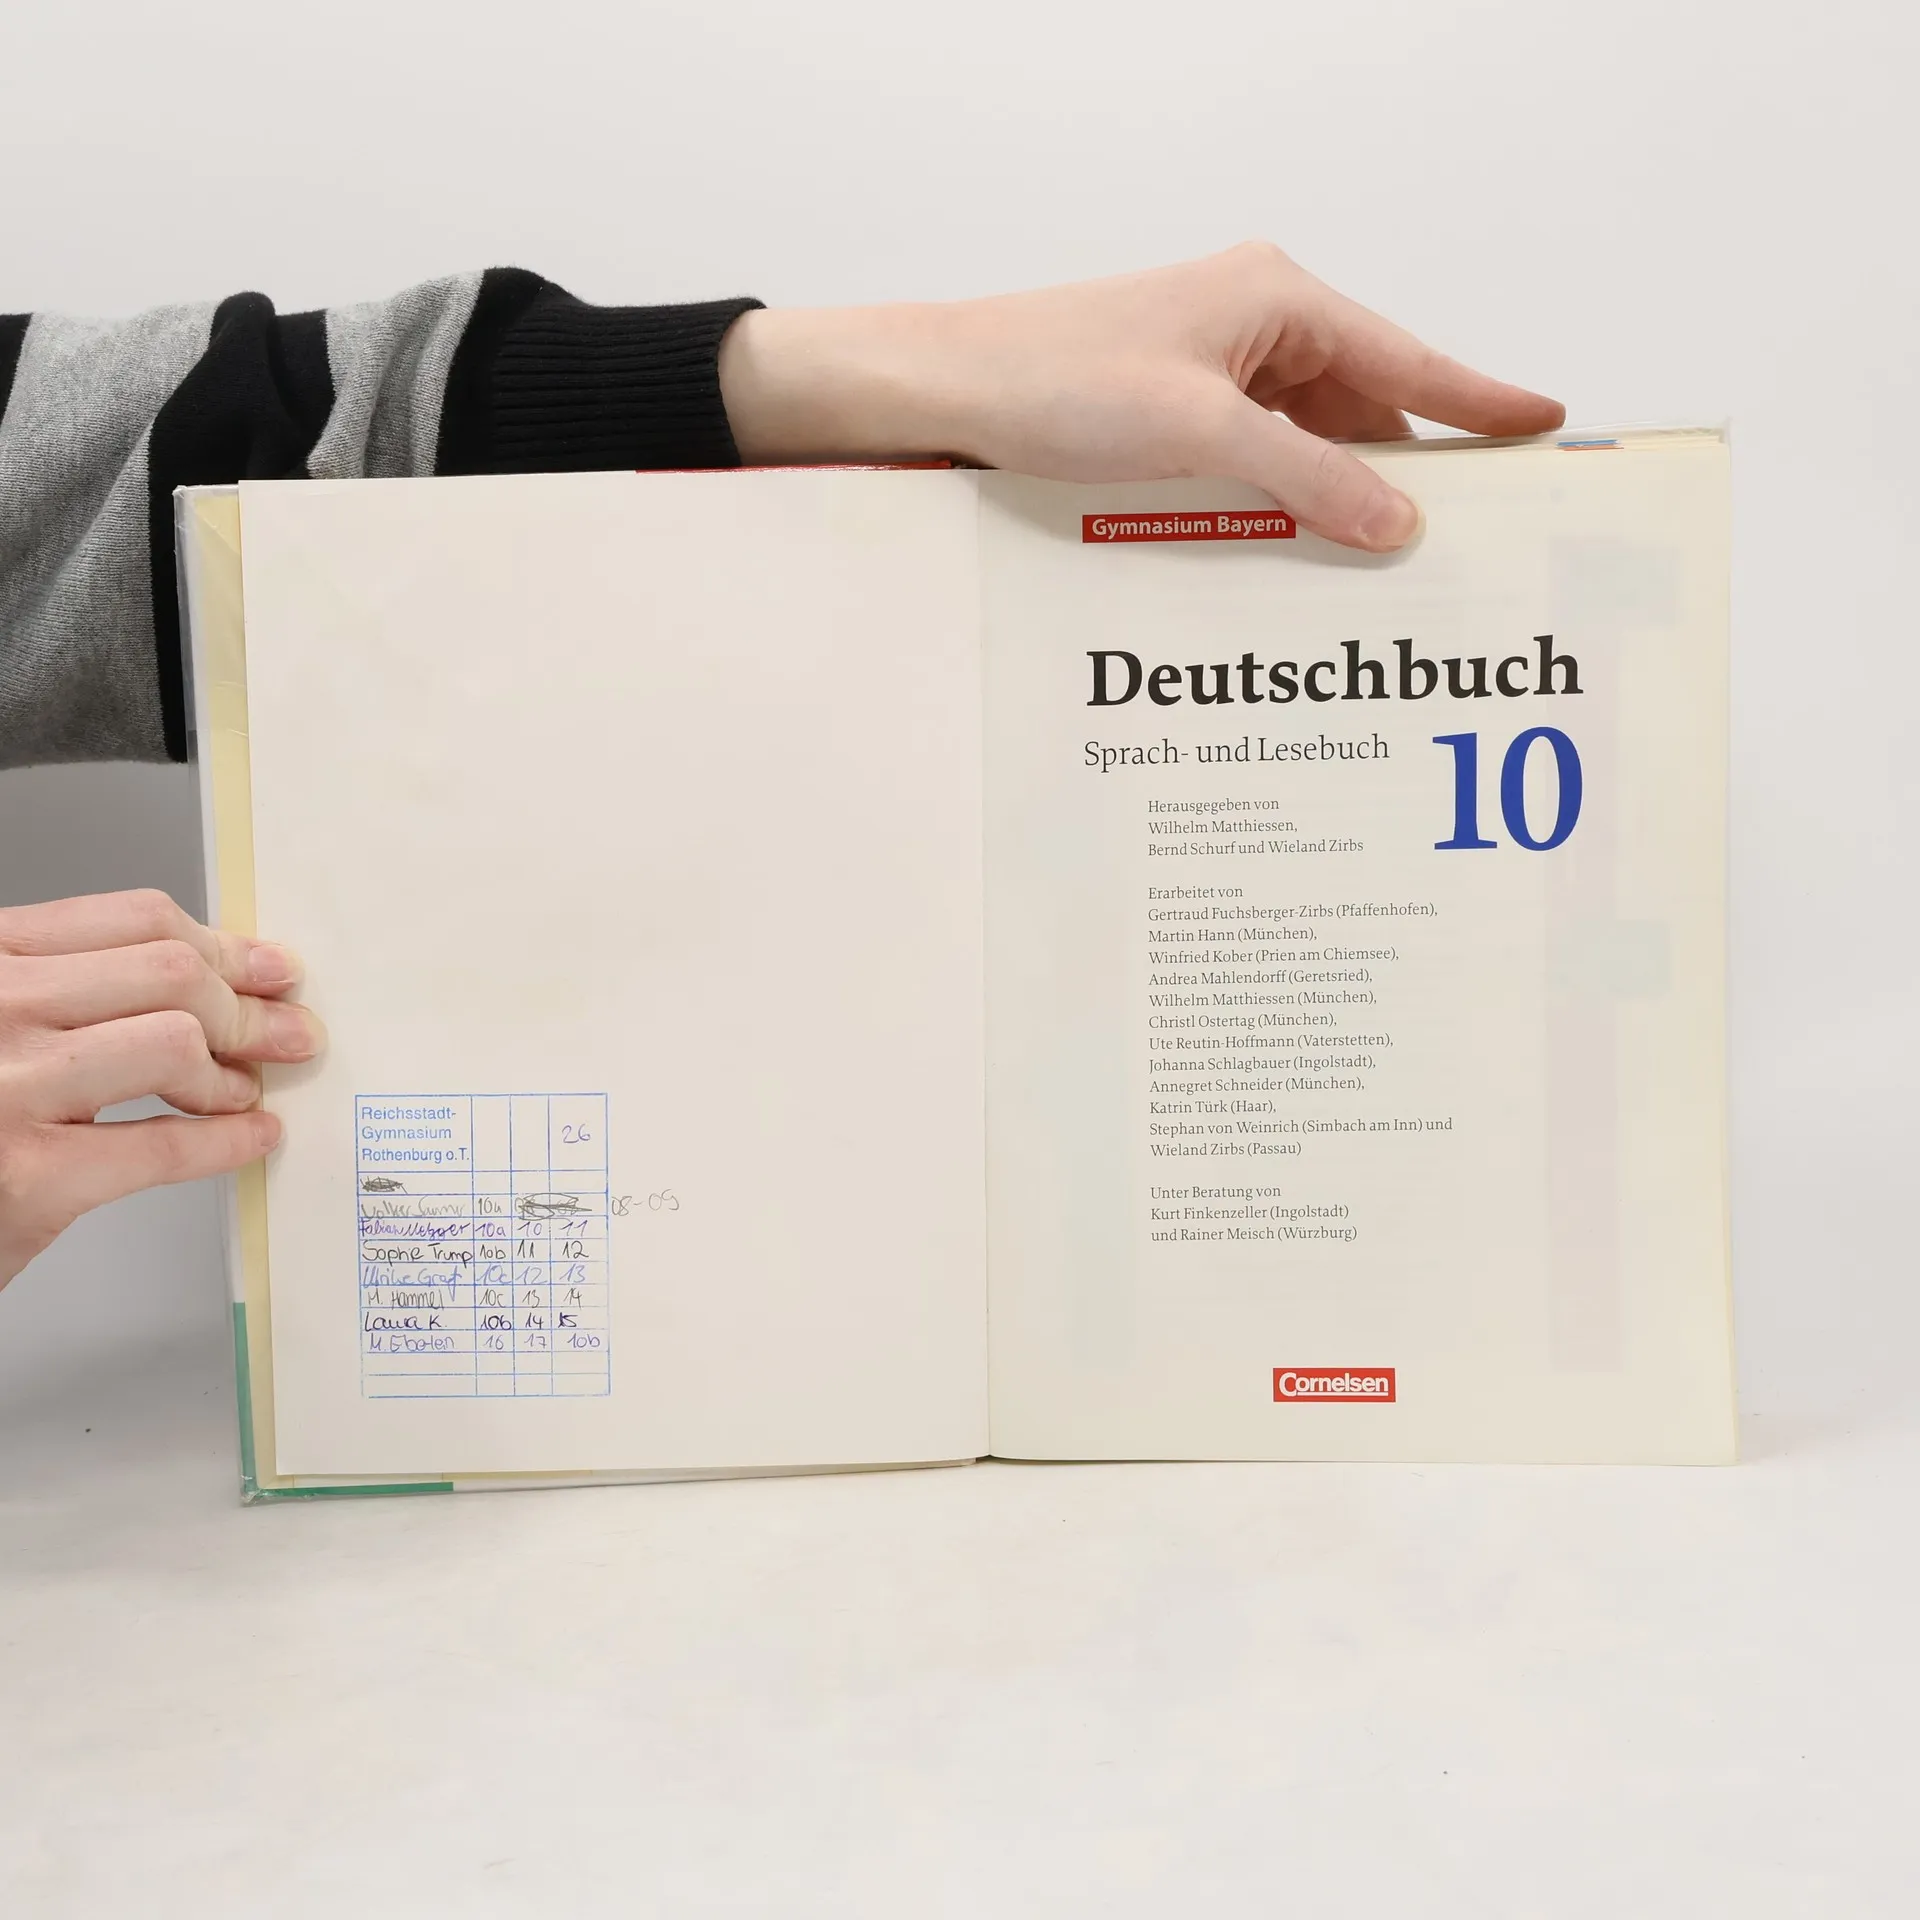 Reichsstadt-
Gymnasium
Rothenburg o.T.
26
10a 08-09
Fabian Metzger 10a 10 11
Sophie Trump 10b 11 12
Ulrike Graf 10c 12 13
M. Hammel 10c 13 14
Laura K. 10b 14 15
M. 16 17 10b
Gymnasium Bayern
Deutschbuch
Sprach- und Lesebuch
10
Herausgegeben von
Wilhelm Matthiessen,
Bernd Schurf und Wieland Zirbs
Erarbeitet von
Gertraud Fuchsberger-Zirbs (Pfaffenhofen),
Martin Hann (München),
Winfried Kober (Prien am Chiemsee),
Andrea Mahlendorff (Geretsried),
Wilhelm Matthiessen (München),
Christl Ostertag (München),
Ute Reutin-Hoffmann (Vaterstetten),
Johanna Schlagbauer (Ingolstadt),
Annegret Schneider (München),
Katrin Türk (Haar),
Stephan von Weinrich (Simbach am Inn) und
Wieland Zirbs (Passau)
Unter Beratung von
Kurt Finkenzeller (Ingolstadt)
und Rainer Meisch (Würzburg)
Cornelsen